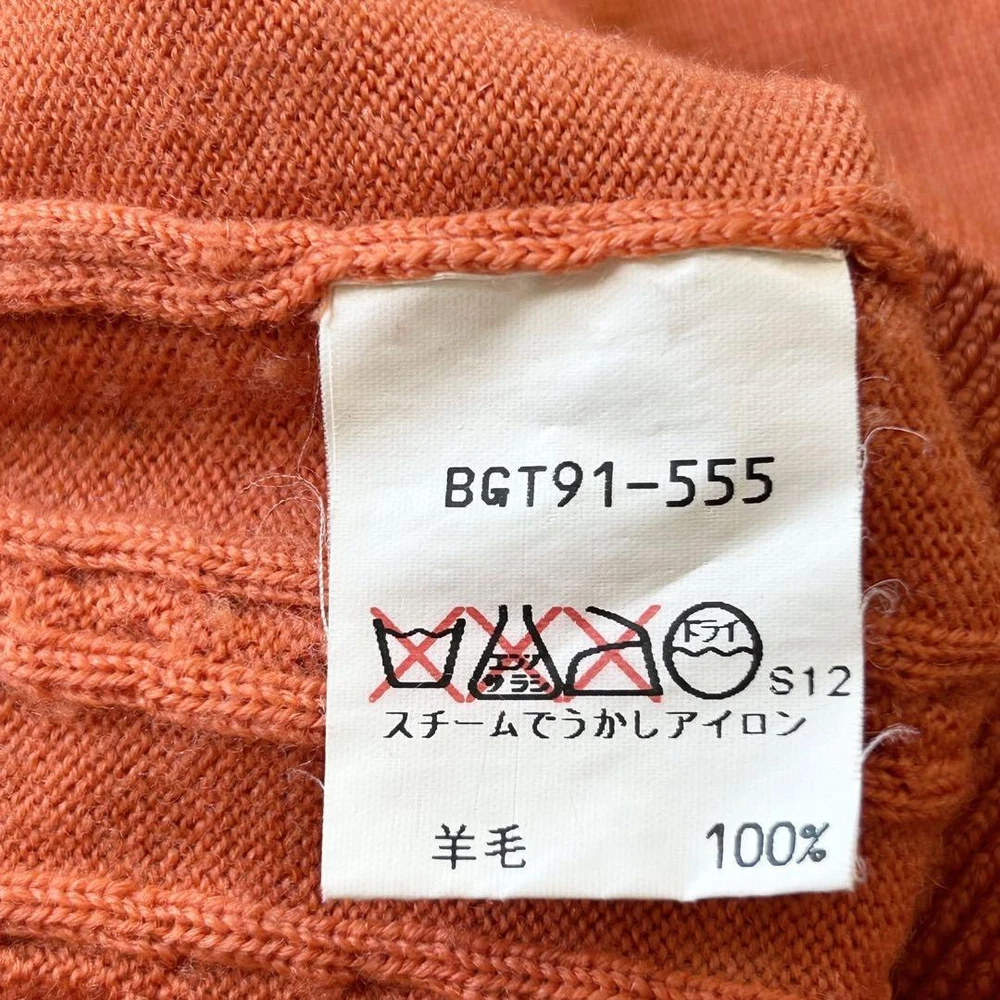 BGT91-555
エンソ ドライ
サラシ S12
スチームでうかしアイロン
羊毛 100%